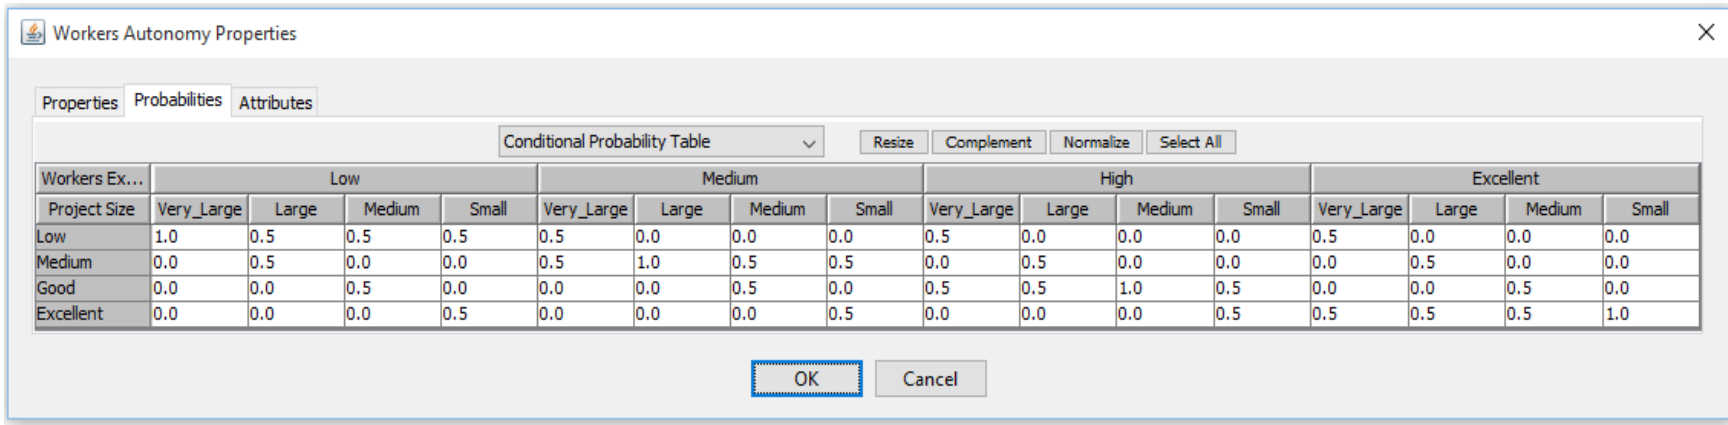 Workers Autonomy Properties
Properties Probabilities Attributes
Conditional Probability Table Resize Complement Normalize Select All
Workers Ex... Low Medium High Excellent
Project Size Very_Large Large Medium Small Very_Large Large Medium Small Very_Large Large Medium Small Very_Large Large Medium Small
Low 1.0 0.5 0.5 0.5 0.5 0.0 0.0 0.0 0.5 0.0 0.0 0.0 0.5 0.0 0.0 0.0
Medium 0.0 0.5 0.0 0.0 0.5 1.0 0.5 0.5 0.0 0.5 0.0 0.0 0.0 0.5 0.0 0.0
Good 0.0 0.0 0.5 0.0 0.0 0.0 0.5 0.0 0.5 0.5 1.0 0.5 0.0 0.0 0.5 0.0
Excellent 0.0 0.0 0.0 0.5 0.0 0.0 0.0 0.5 0.0 0.0 0.0 0.5 0.5 0.5 0.5 1.0
OK Cancel